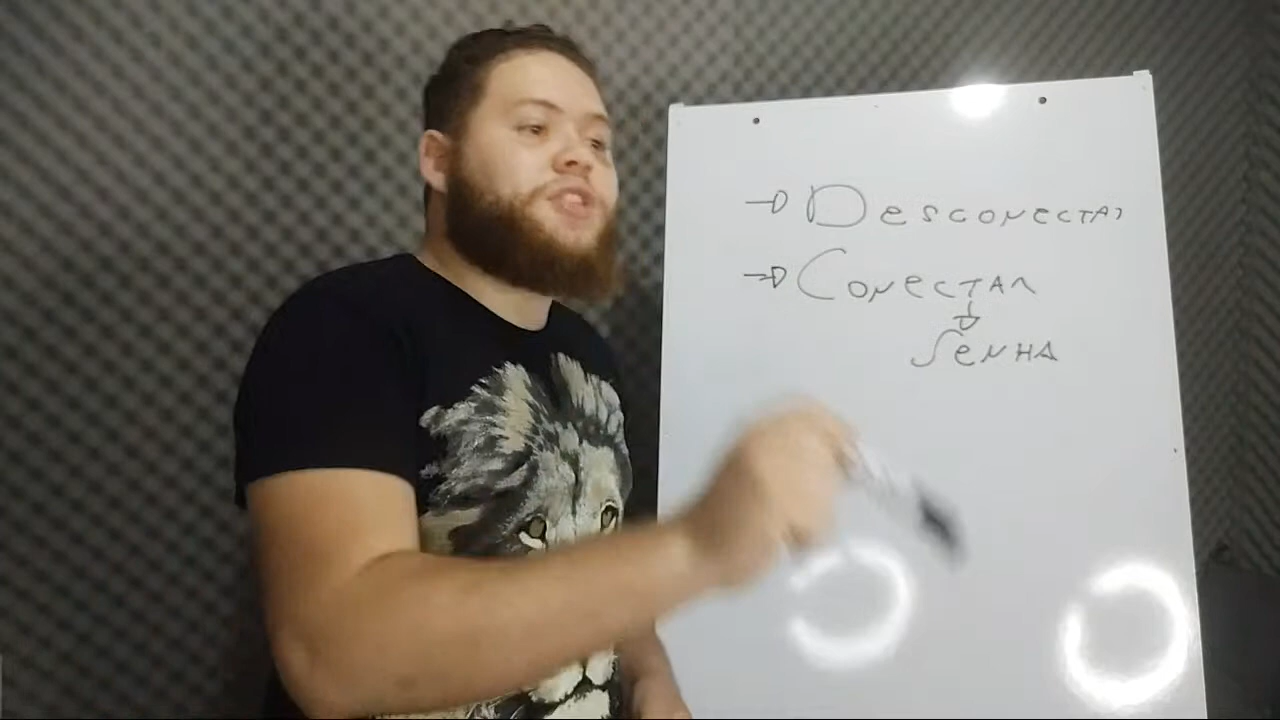 → Desconectar
→ Conectar
↓
Senha